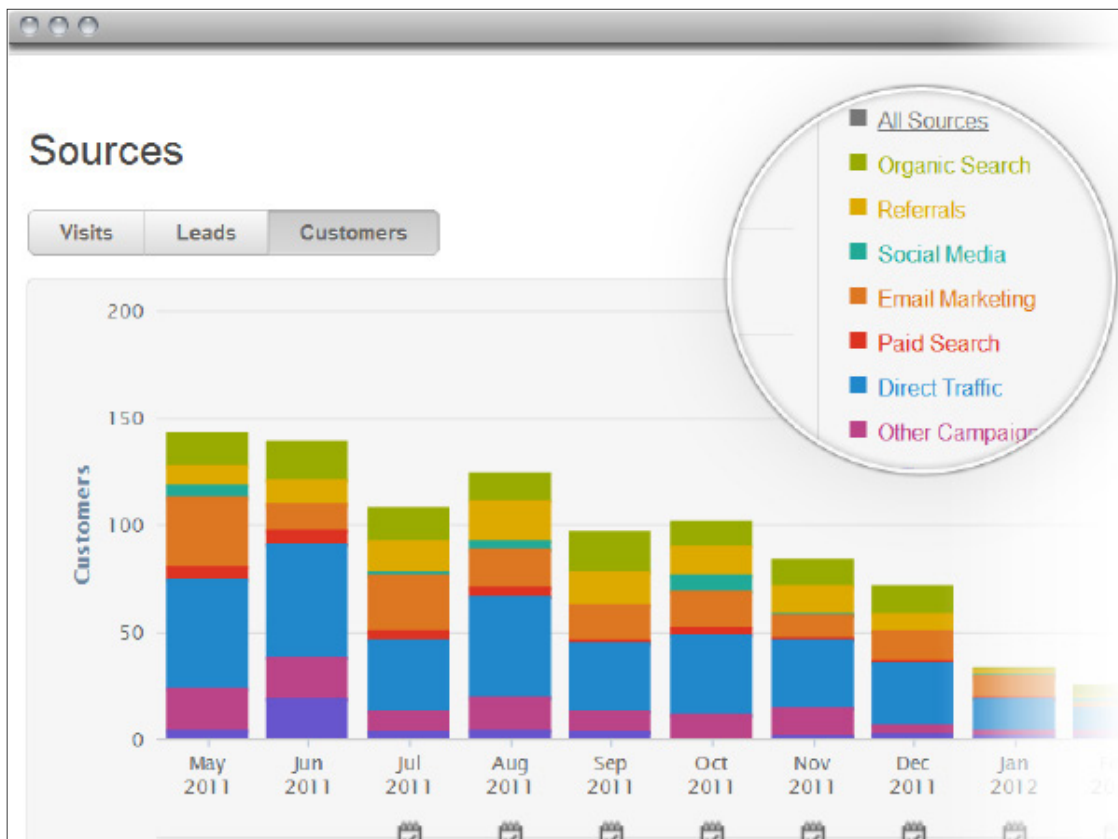 Sources
All Sources
Organic Search
Referrals
Social Media
Email Marketing
Paid Search
Direct Traffic
Other
Visits Leads Customers
Customers
200
150
100
50
0
May Jun Jul Aug Sep Oct Nov Dec Jan
2011 2011 2011 2011 2011 2011 2011 2011 2012